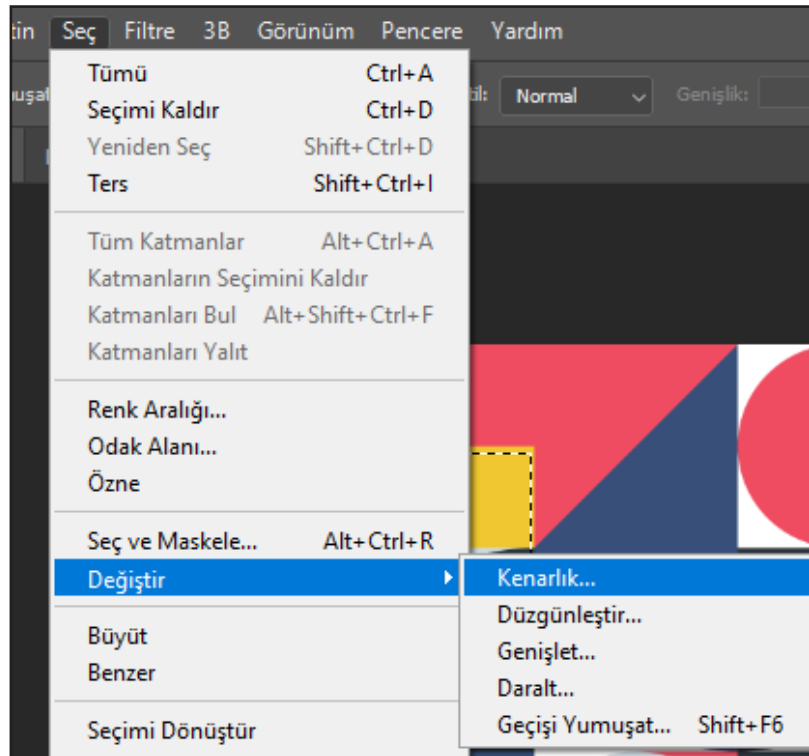 tin Seç Filtre 3B Görünüm Pencere Yardım
uşat til: Normal Genişlik:
Tümü Ctrl+A
Seçimi Kaldır Ctrl+D
Yeniden Seç Shift+Ctrl+D
Ters Shift+Ctrl+I
Tüm Katmanlar Alt+Ctrl+A
Katmanların Seçimini Kaldır
Katmanları Bul Alt+Shift+Ctrl+F
Katmanları Yalıt
Renk Aralığı...
Odak Alanı...
Özne
Seç ve Maskele... Alt+Ctrl+R
Değiştir
Büyüt
Benzer
Seçimi Dönüştür
Kenarlık...
Düzgünleştir...
Genişlet...
Daralt...
Geçişi Yumuşat... Shift+F6